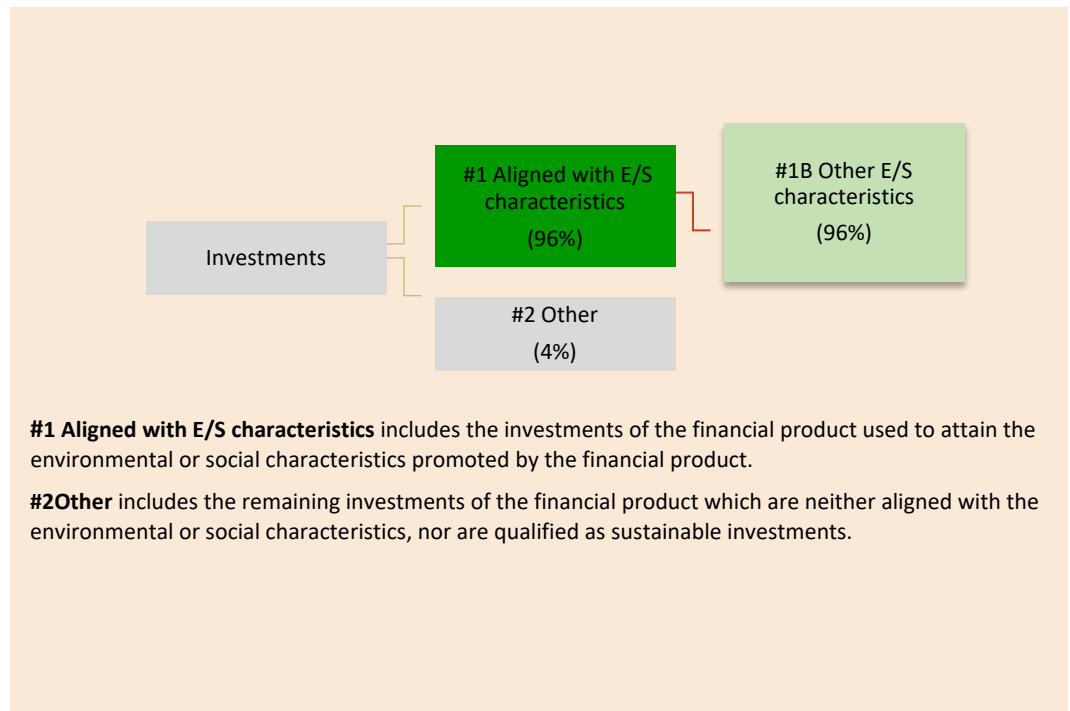 #1 Aligned with E/S
characteristics
(96%)
#1B Other E/S
characteristics
(96%)
Investments
#2 Other
(4%)
#1 Aligned with E/S characteristics includes the investments of the financial product used to attain the
environmental or social characteristics promoted by the financial product.
#2Other includes the remaining investments of the financial product which are neither aligned with the
environmental or social characteristics, nor are qualified as sustainable investments.